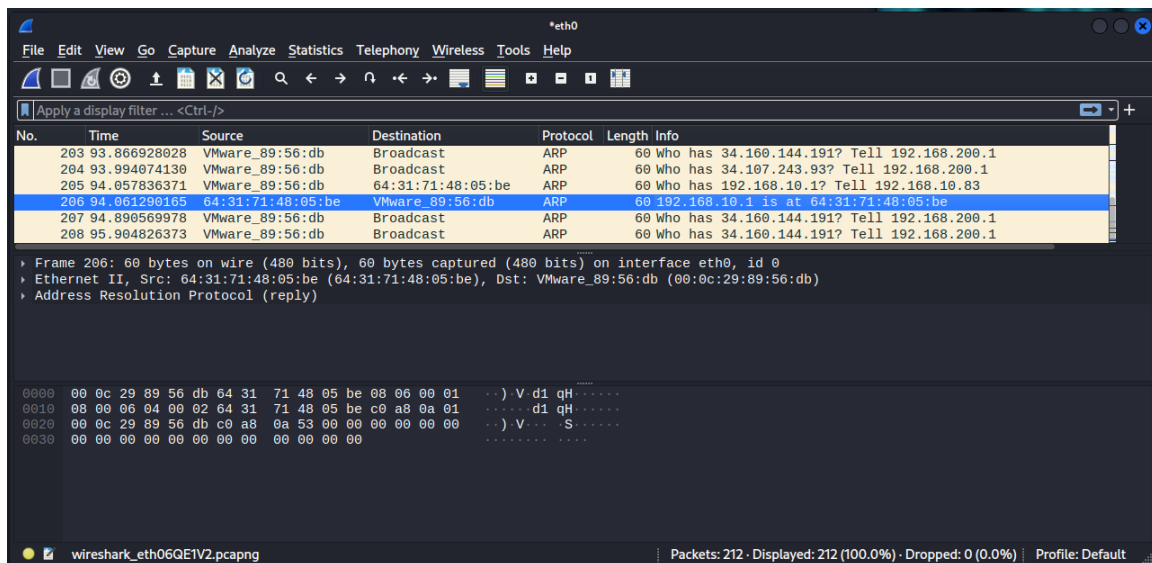 *eth0
File Edit View Go Capture Analyze Statistics Telephony Wireless Tools Help
Apply a display filter ... <Ctrl-/>
No. Time Source Destination Protocol Length Info
203 93.866928028 VMware_89:56:db Broadcast ARP 60 Who has 34.160.144.191? Tell 192.168.200.1
204 93.994074130 VMware_89:56:db Broadcast ARP 60 Who has 34.107.243.93? Tell 192.168.200.1
205 94.057836371 VMware_89:56:db 64:31:71:48:05:be ARP 60 Who has 192.168.10.1? Tell 192.168.10.83
206 94.061290165 64:31:71:48:05:be VMware_89:56:db ARP 60 192.168.10.1 is at 64:31:71:48:05:be
207 94.890569978 VMware_89:56:db Broadcast ARP 60 Who has 34.160.144.191? Tell 192.168.200.1
208 95.904826373 VMware_89:56:db Broadcast ARP 60 Who has 34.160.144.191? Tell 192.168.200.1
Frame 206: 60 bytes on wire (480 bits), 60 bytes captured (480 bits) on interface eth0, id 0
Ethernet II, Src: 64:31:71:48:05:be (64:31:71:48:05:be), Dst: VMware_89:56:db (00:0c:29:89:56:db)
Address Resolution Protocol (reply)
0000 00 0c 29 89 56 db 64 31 71 48 05 be 08 06 00 01 ··)·V·d1 qH······
0010 08 00 06 04 00 02 64 31 71 48 05 be c0 a8 0a 01 ······d1 qH······
0020 00 0c 29 89 56 db c0 a8 0a 53 00 00 00 00 00 00 ··)·V··· ·S······
0030 00 00 00 00 00 00 00 00 00 00 00 00 ········ ····
wireshark_eth06QE1V2.pcapng Packets: 212 · Displayed: 212 (100.0%) · Dropped: 0 (0.0%) Profile: Default